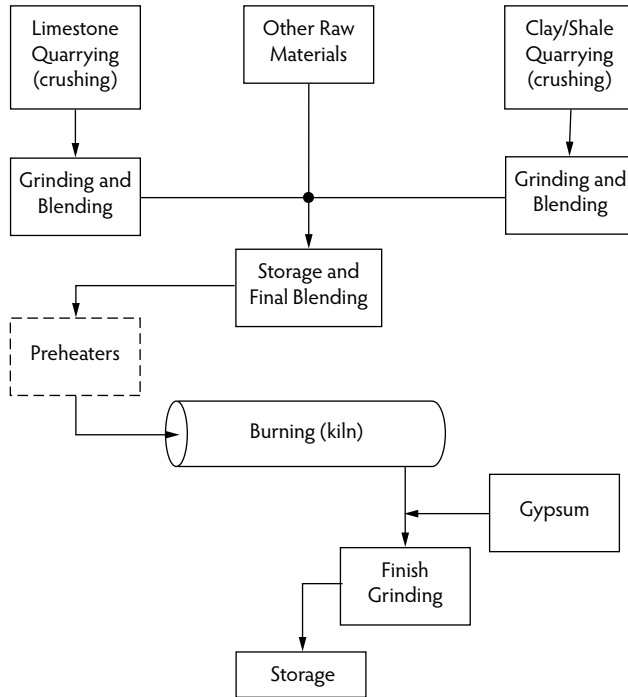 Limestone
Quarrying
(crushing)
Other Raw
Materials
Clay/Shale
Quarrying
(crushing)
Grinding and
Blending
Grinding and
Blending
Storage and
Final Blending
Preheaters
Burning (kiln)
Gypsum
Finish
Grinding
Storage